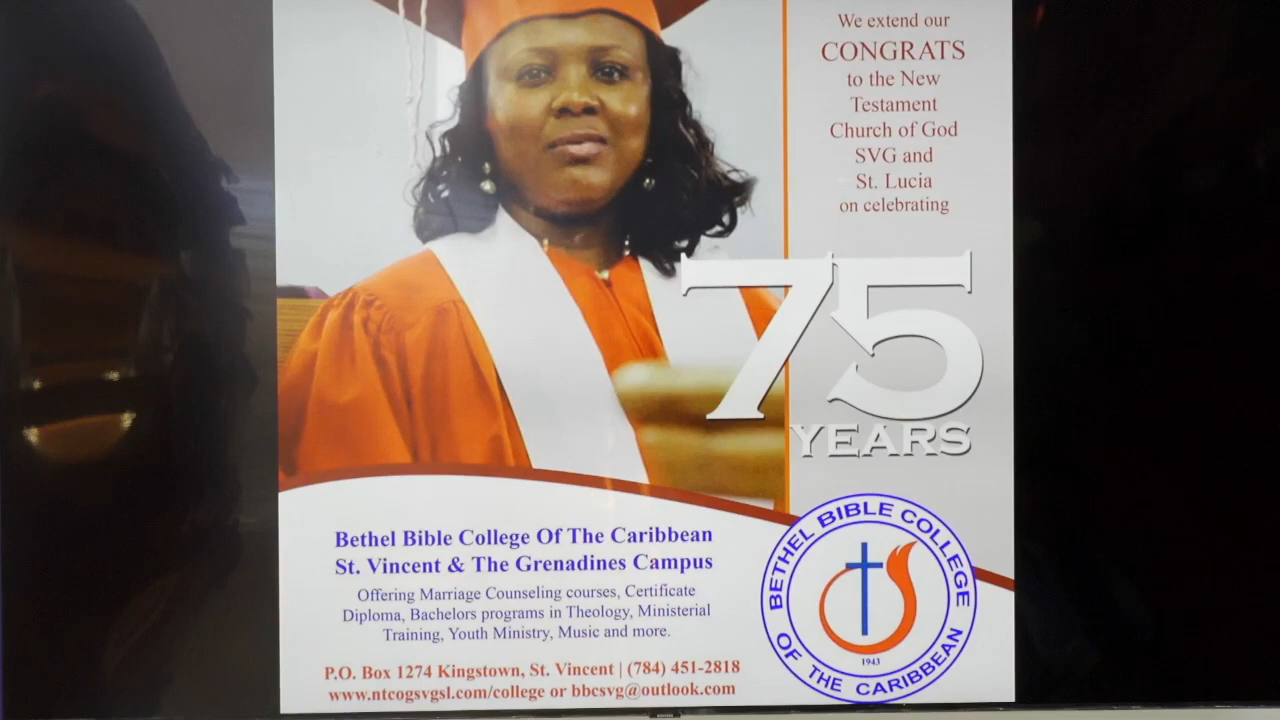 We extend our
CONGRATS
to the New
Testament
Church of God
SVG and
St. Lucia
on celebrating
75
YEARS
Bethel Bible College Of The Caribbean
St. Vincent & The Grenadines Campus
Offering Marriage Counseling courses, Certificate
Diploma, Bachelors programs in Theology, Ministerial
Training, Youth Ministry, Music and more.
P.O. Box 1274 Kingstown, St. Vincent | (784) 451-2818
www.ntcogsvgsl.com/college or bbcsvg@outlook.com
BETHEL BIBLE COLLEGE
OF THE CARIBBEAN
1943